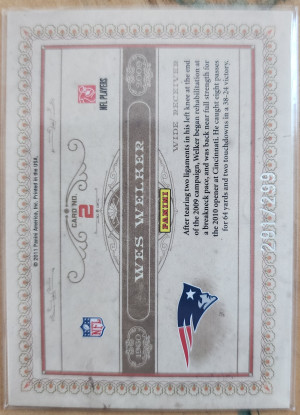 CARD NO.
2
NFL PLAYERS
NFL
WES WELKER
WIDE RECEIVER
PANINI
After tearing two ligaments in his left knee at the end
of the 2009 campaign, Welker began rehabilitation at
a breakneck pace, and was back near full strength for
the 2010 opener at Cincinnati. He caught eight passes
for 64 yards and two touchdowns in a 38-24 victory.
© 2011 Panini America, Inc. Printed in the USA.